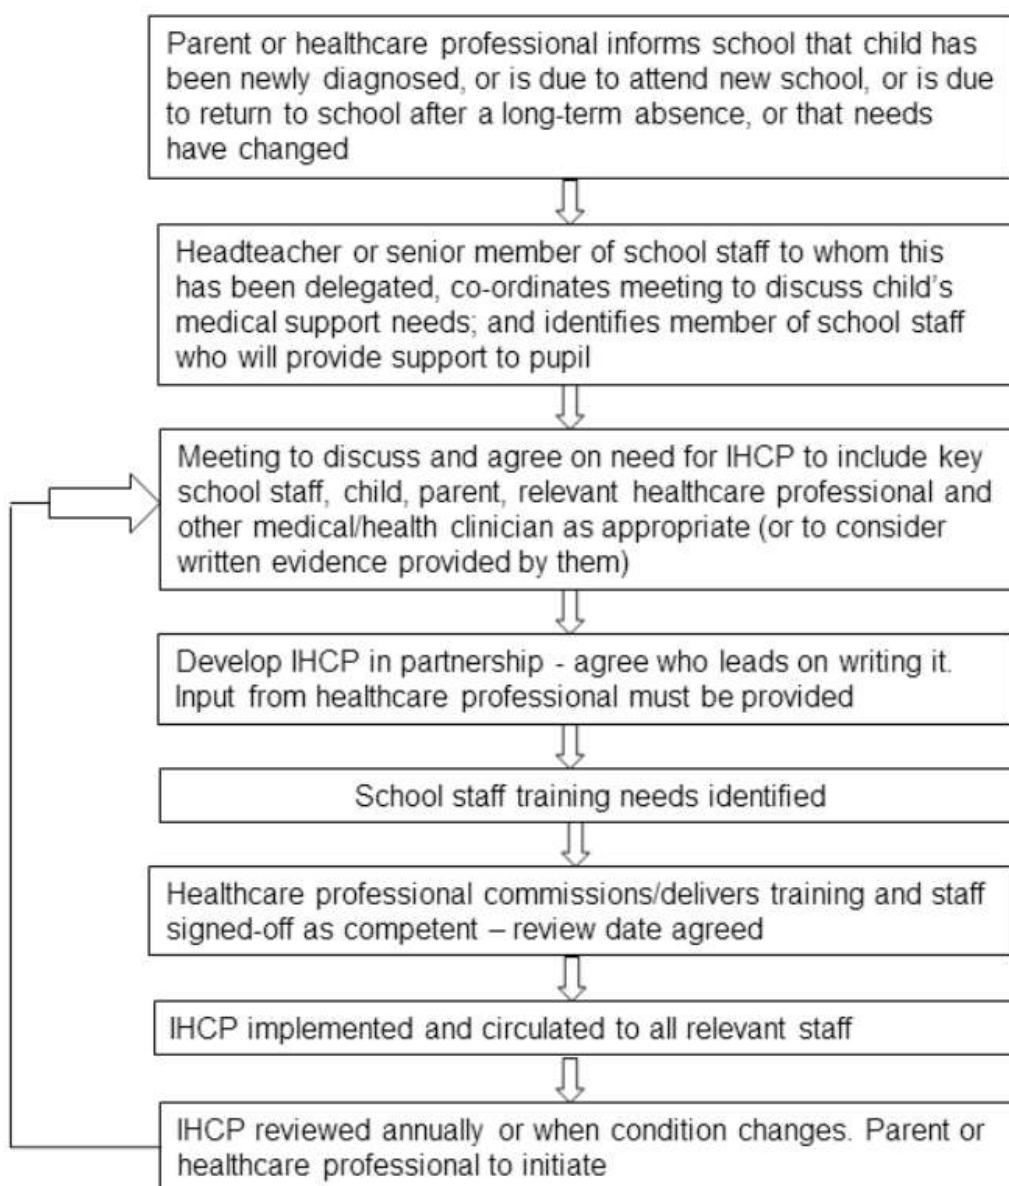 Parent or healthcare professional informs school that child has
been newly diagnosed, or is due to attend new school, or is due
to return to school after a long-term absence, or that needs
have changed
Headteacher or senior member of school staff to whom this
has been delegated, co-ordinates meeting to discuss child's
medical support needs; and identifies member of school staff
who will provide support to pupil
Meeting to discuss and agree on need for IHCP to include key
school staff, child, parent, relevant healthcare professional and
other medical/health clinician as appropriate (or to consider
written evidence provided by them)
Develop IHCP in partnership - agree who leads on writing it.
Input from healthcare professional must be provided
School staff training needs identified
Healthcare professional commissions/delivers training and staff
signed-off as competent – review date agreed
IHCP implemented and circulated to all relevant staff
IHCP reviewed annually or when condition changes. Parent or
healthcare professional to initiate